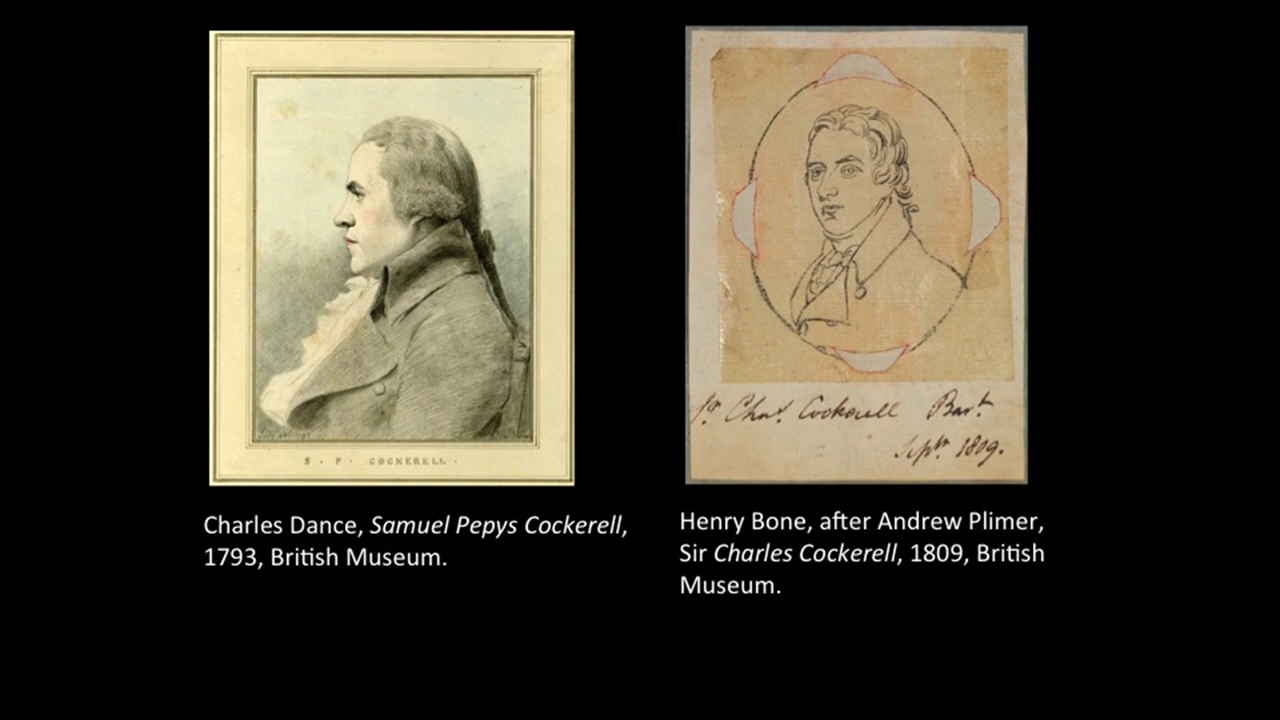 S · P · COCKERELL ·
Charles Dance, Samuel Pepys Cockerell,
1793, British Museum.
Sr. Chas. Cockerell Bart.
Septr. 1809.
Henry Bone, after Andrew Plimer,
Sir Charles Cockerell, 1809, British
Museum.